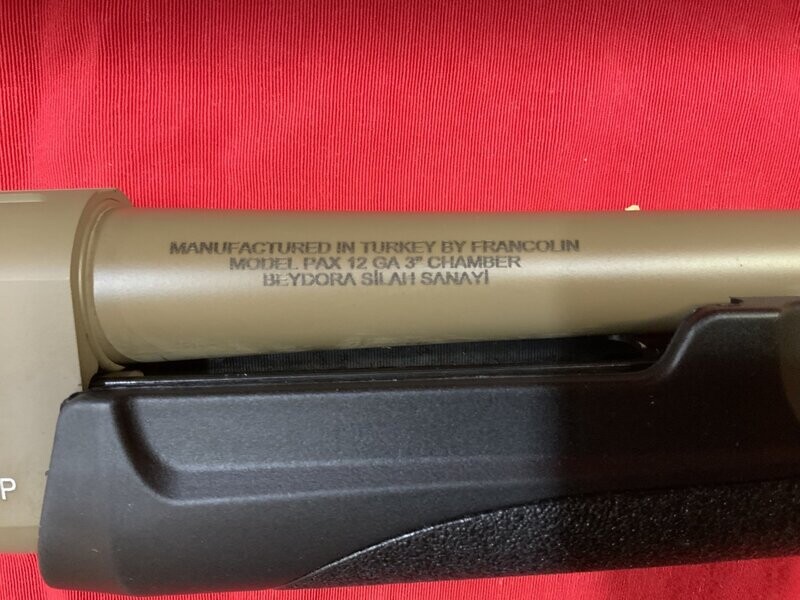 MANUFACTURED IN TURKEY BY FRANCOLIN
MODEL PAX 12 GA 3" CHAMBER
BEYDORA SİLAH SANAYİ
P